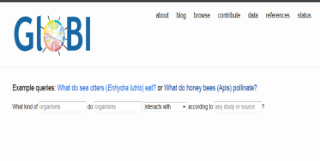 about blog browse contribute data references status
GloBI
Example queries: What do sea otters (Enhydra lutris) eat? or What do honey bees (Apis) pollinate?
What kind of organisms do organisms interacts with according to any study or source ?